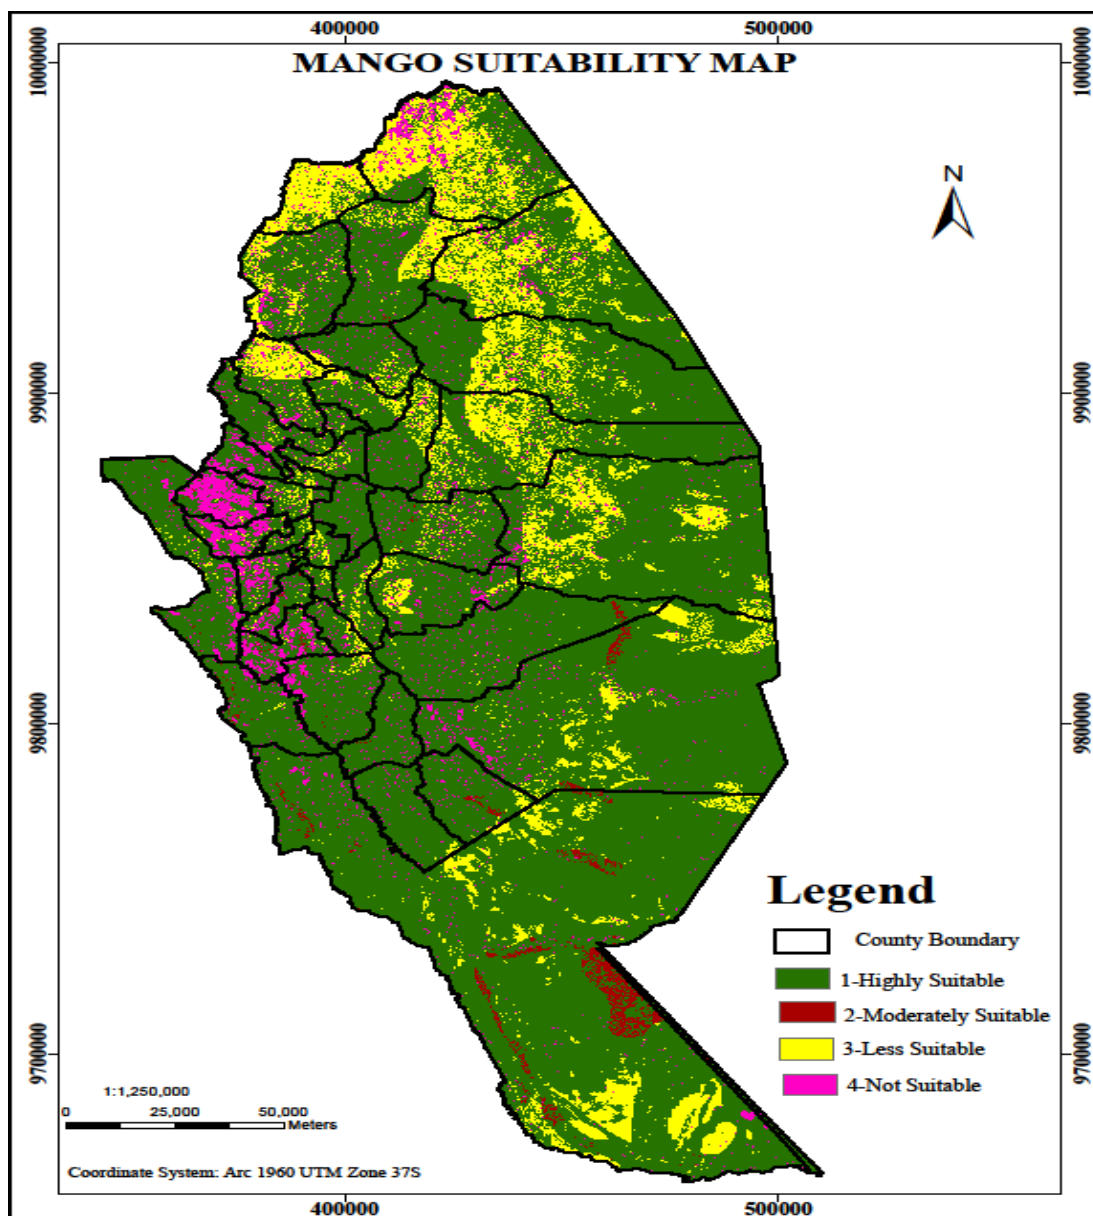 400000 500000
MANGO SUITABILITY MAP
10000000 10000000
N
9900000 9900000
9800000 9800000
Legend
County Boundary
1-Highly Suitable
2-Moderately Suitable
3-Less Suitable
4-Not Suitable
9700000 9700000
1:1,250,000
0 25,000 50,000
Meters
Coordinate System: Arc 1960 UTM Zone 37S
400000 500000